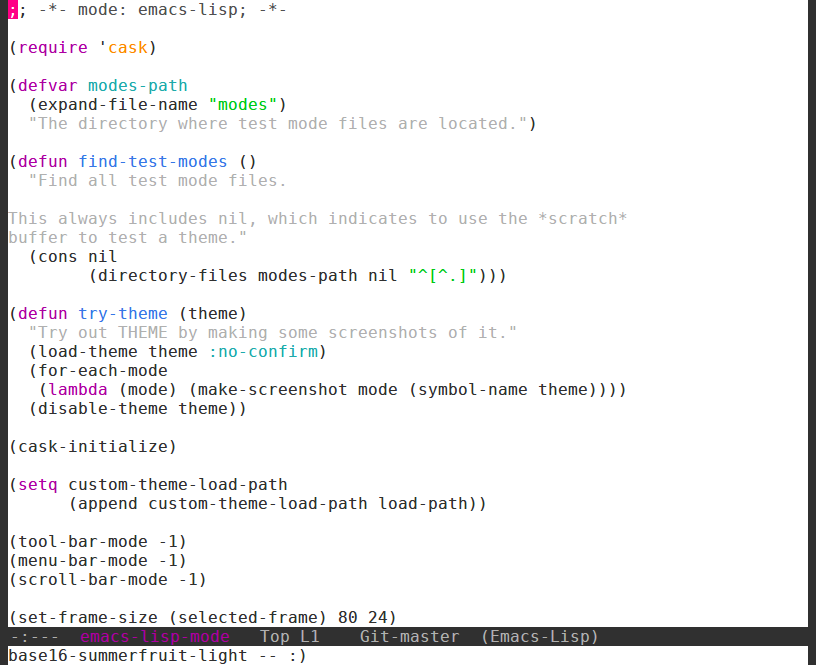 ;; -*- mode: emacs-lisp; -*-

(require 'cask)

(defvar modes-path
  (expand-file-name "modes")
  "The directory where test mode files are located.")

(defun find-test-modes ()
  "Find all test mode files.

This always includes nil, which indicates to use the *scratch*
buffer to test a theme."
  (cons nil
        (directory-files modes-path nil "^[^.]")))

(defun try-theme (theme)
  "Try out THEME by making some screenshots of it."
  (load-theme theme :no-confirm)
  (for-each-mode
   (lambda (mode) (make-screenshot mode (symbol-name theme))))
  (disable-theme theme))

(cask-initialize)

(setq custom-theme-load-path
      (append custom-theme-load-path load-path))

(tool-bar-mode -1)
(menu-bar-mode -1)
(scroll-bar-mode -1)

(set-frame-size (selected-frame) 80 24)
-:---  emacs-lisp-mode   Top L1    Git-master  (Emacs-Lisp)
base16-summerfruit-light -- :)